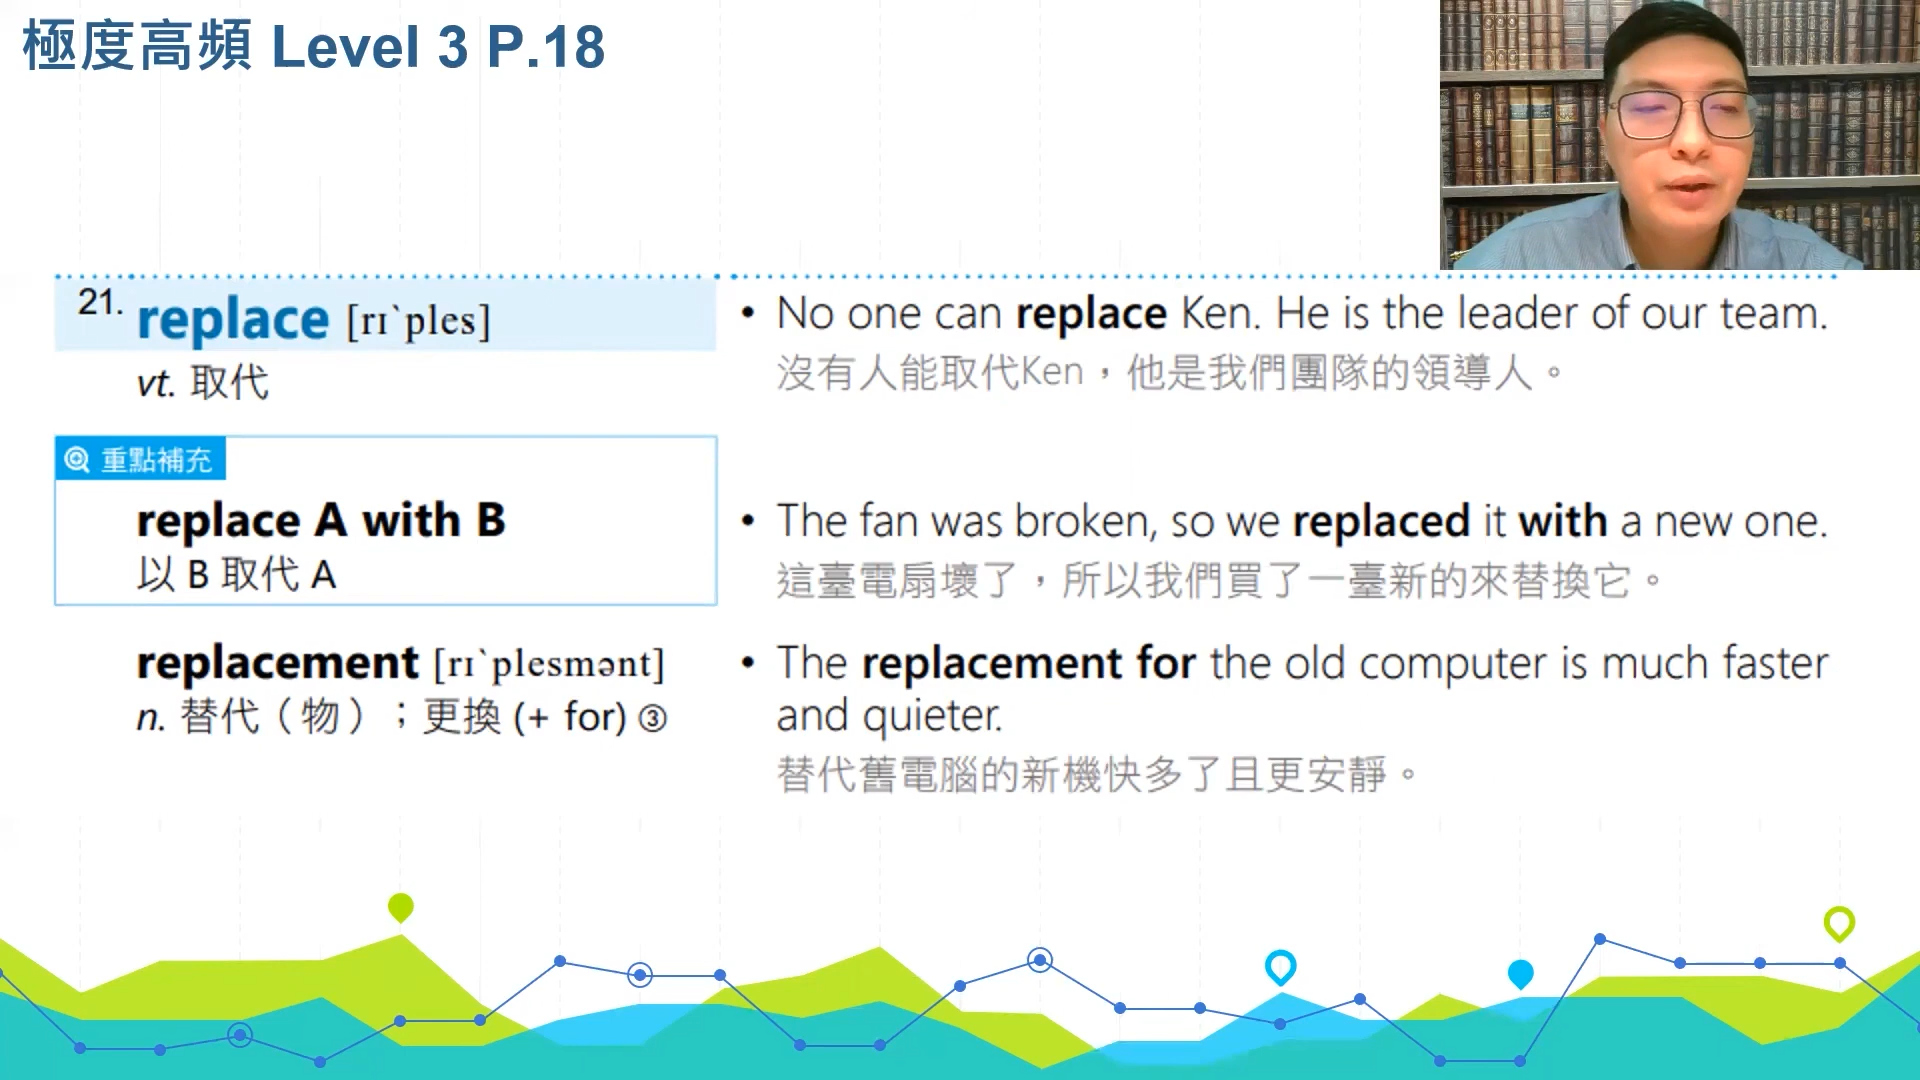 極度高頻 Level 3 P.18
21. replace [rɪˋples]
vt. 取代
• No one can replace Ken. He is the leader of our team.
沒有人能取代Ken，他是我們團隊的領導人。
重點補充
replace A with B
以 B 取代 A
• The fan was broken, so we replaced it with a new one.
這臺電扇壞了，所以我們買了一臺新的來替換它。
replacement [rɪˋplesmənt]
n. 替代（物）；更換 (+ for) ③
• The replacement for the old computer is much faster
and quieter.
替代舊電腦的新機快多了且更安靜。